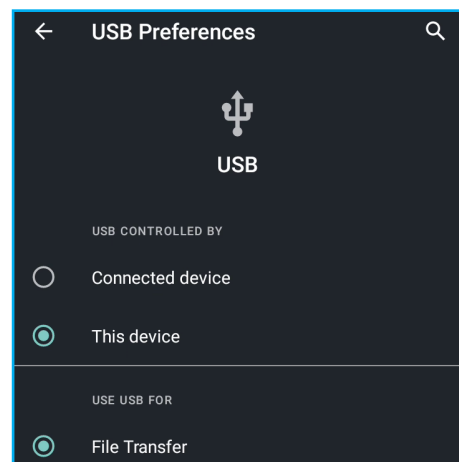 USB Preferences
USB
USB CONTROLLED BY
Connected device
This device
USE USB FOR
File Transfer